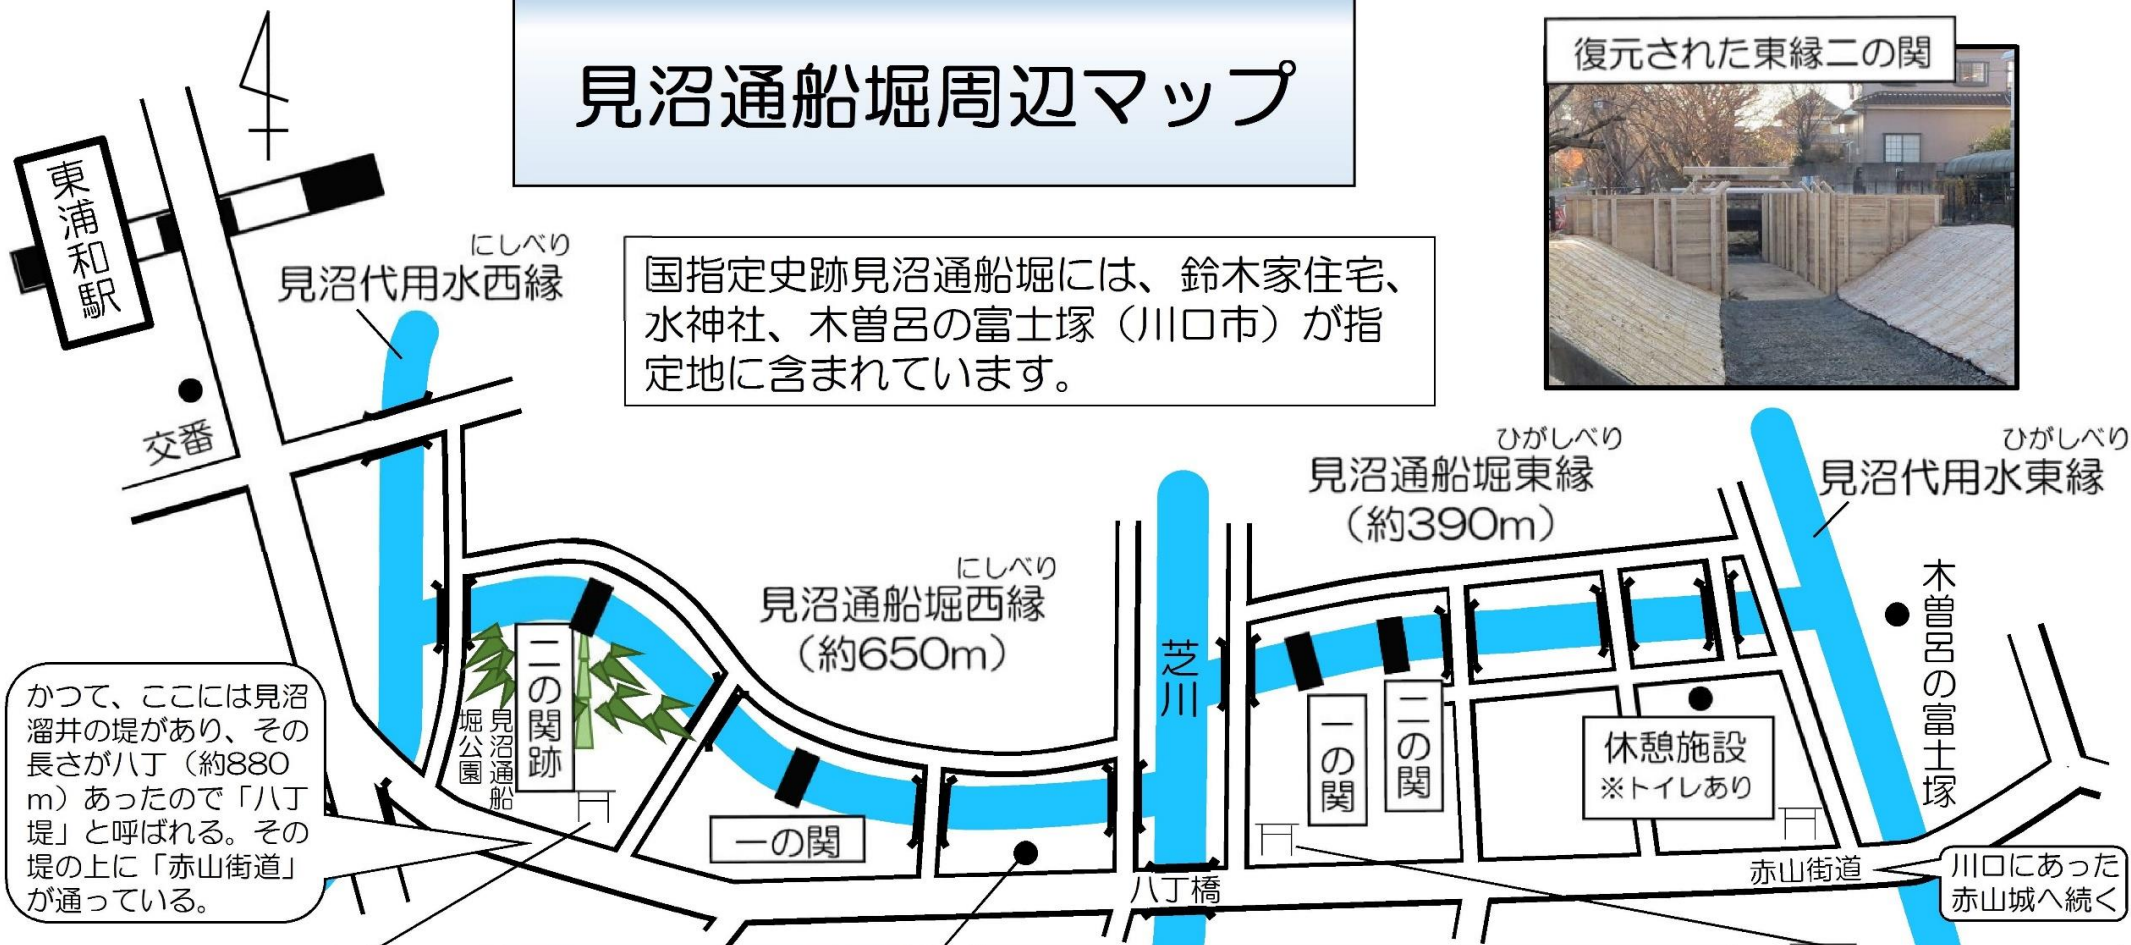 見沼通船堀周辺マップ
復元された東縁二の関
東浦和駅
交番
にしべり
見沼代用水西縁
国指定史跡見沼通船堀には、鈴木家住宅、
水神社、木曽呂の富士塚（川口市）が指
定地に含まれています。
ひがしべり
見沼通船堀東縁
（約390m）
ひがしべり
見沼代用水東縁
にしべり
見沼通船堀西縁
（約650m）
芝川
木曽呂の富士塚
かつて、ここには見沼
溜井の堤があり、その
長さが八丁（約880
m）あったので「八丁
堤」と呼ばれる。その
堤の上に「赤山街道」
が通っている。
見沼通船
堀公園
二の関跡
一の関
一の関
二の関
休憩施設
※トイレあり
八丁橋
赤山街道
川口にあった
赤山城へ続く